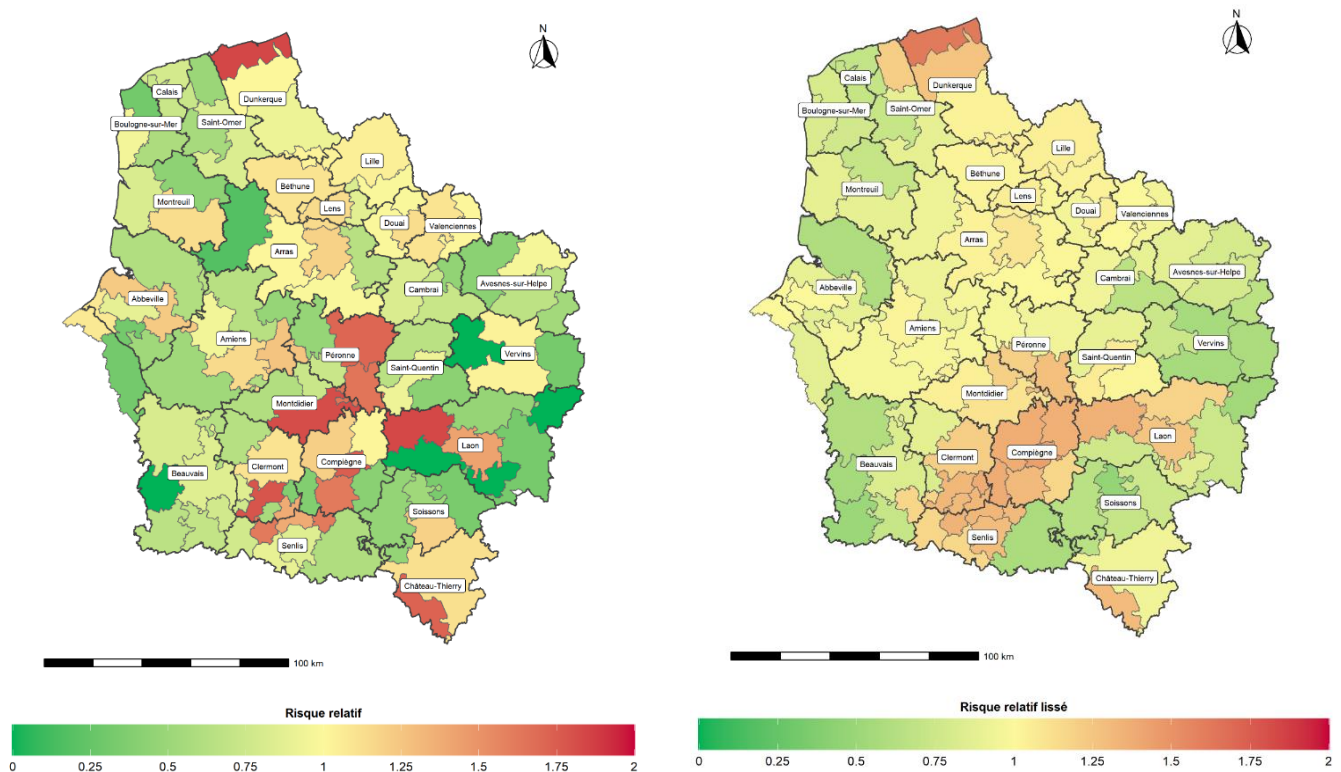 N
Calais
Dunkerque
Boulogne-sur-Mer
Saint-Omer
Lille
Béthune
Montreuil
Lens
Douai
Valenciennes
Arras
Avesnes-sur-Helpe
Cambrai
Abbeville
Amiens
Péronne
Vervins
Saint-Quentin
Montdidier
Laon
Clermont
Compiègne
Beauvais
Soissons
Senlis
Château-Thierry
100 km
Risque relatif
0 0.25 0.5 0.75 1 1.25 1.5 1.75 2
N
Calais
Dunkerque
Boulogne-sur-Mer
Saint-Omer
Lille
Béthune
Montreuil
Lens
Douai
Valenciennes
Arras
Avesnes-sur-Helpe
Cambrai
Abbeville
Amiens
Péronne
Vervins
Saint-Quentin
Montdidier
Laon
Clermont
Compiègne
Beauvais
Soissons
Senlis
Château-Thierry
100 km
Risque relatif lissé
0 0.25 0.5 0.75 1 1.25 1.5 1.75 2